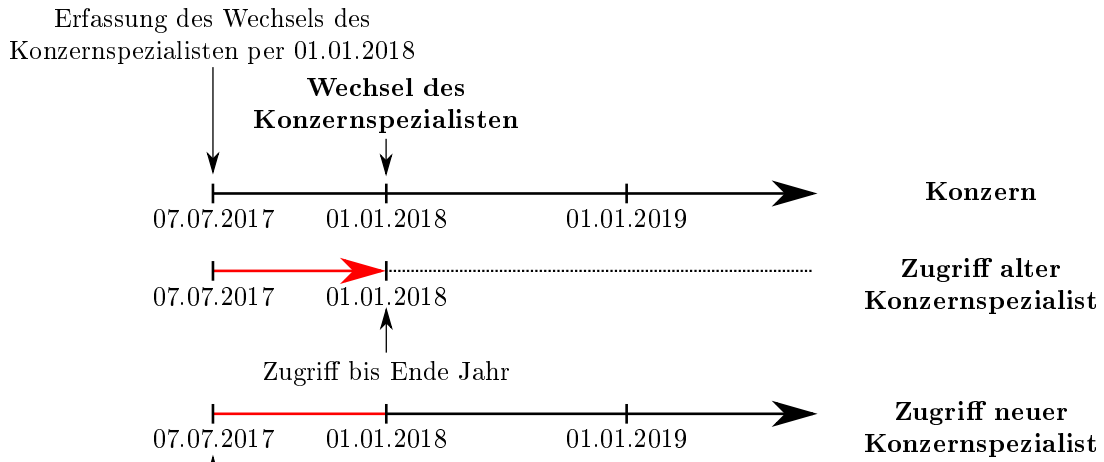 Erfassung des Wechsels des
Konzernspezialisten per 01.01.2018
Wechsel des
Konzernspezialisten
Konzern
07.07.2017 01.01.2018 01.01.2019
Zugriff alter
Konzernspezialist
07.07.2017 01.01.2018
Zugriff bis Ende Jahr
Zugriff neuer
Konzernspezialist
07.07.2017 01.01.2018 01.01.2019